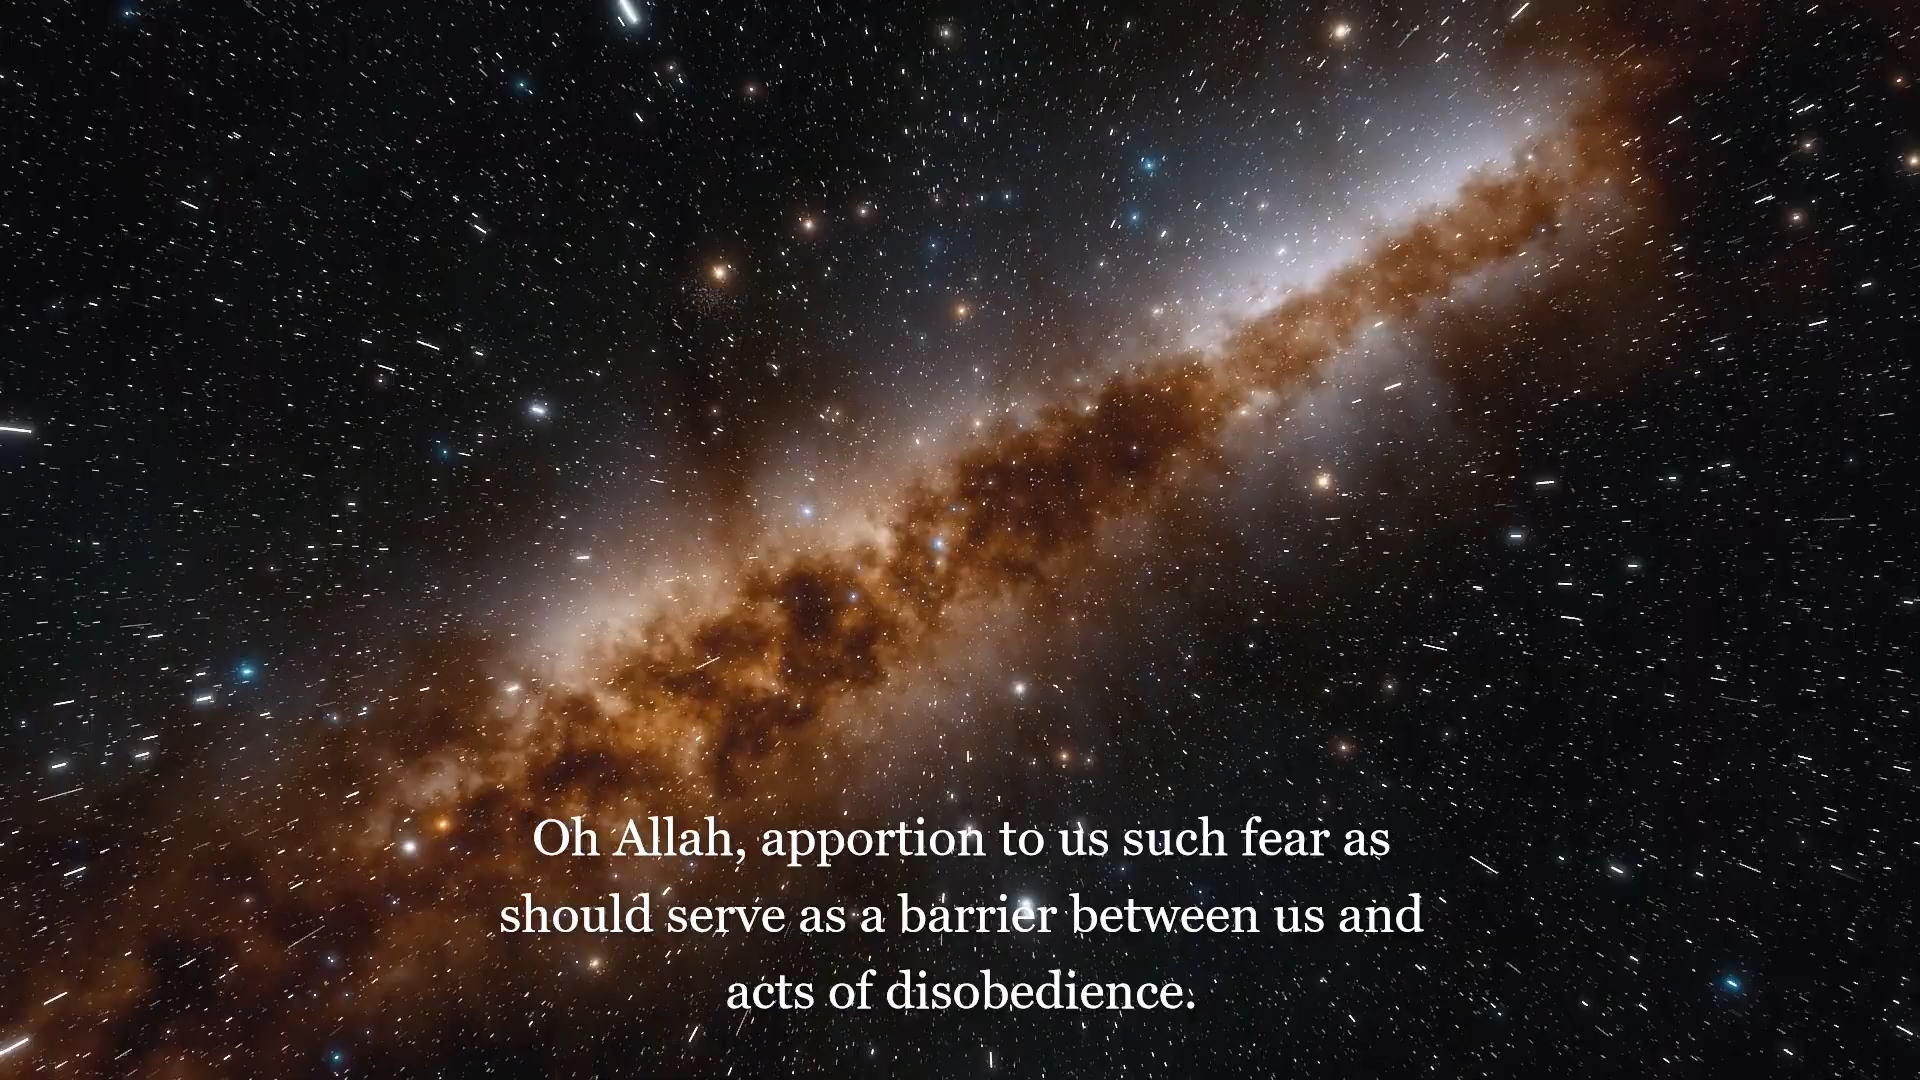 Oh Allah, apportion to us such fear as
should serve as a barrier between us and
acts of disobedience.